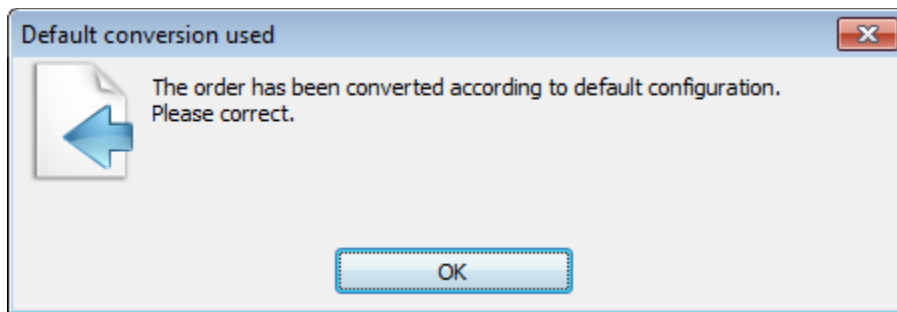 Default conversion used
The order has been converted according to default configuration.
Please correct.
OK